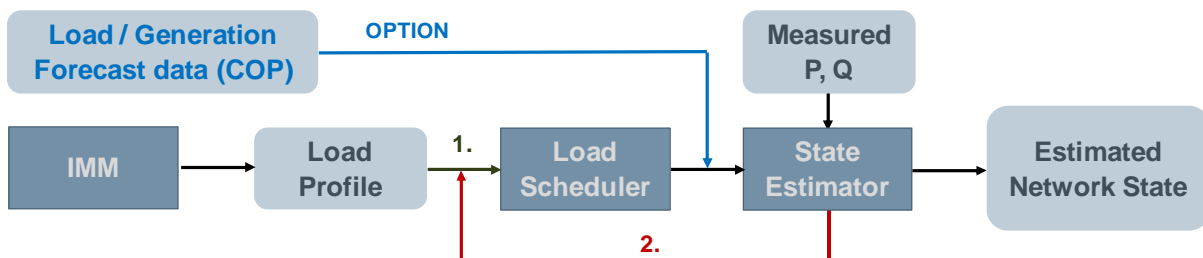 Load / Generation
Forecast data (COP)
OPTION
Measured
P, Q
IMM
Load
Profile
1.
Load
Scheduler
State
Estimator
Estimated
Network State
2.